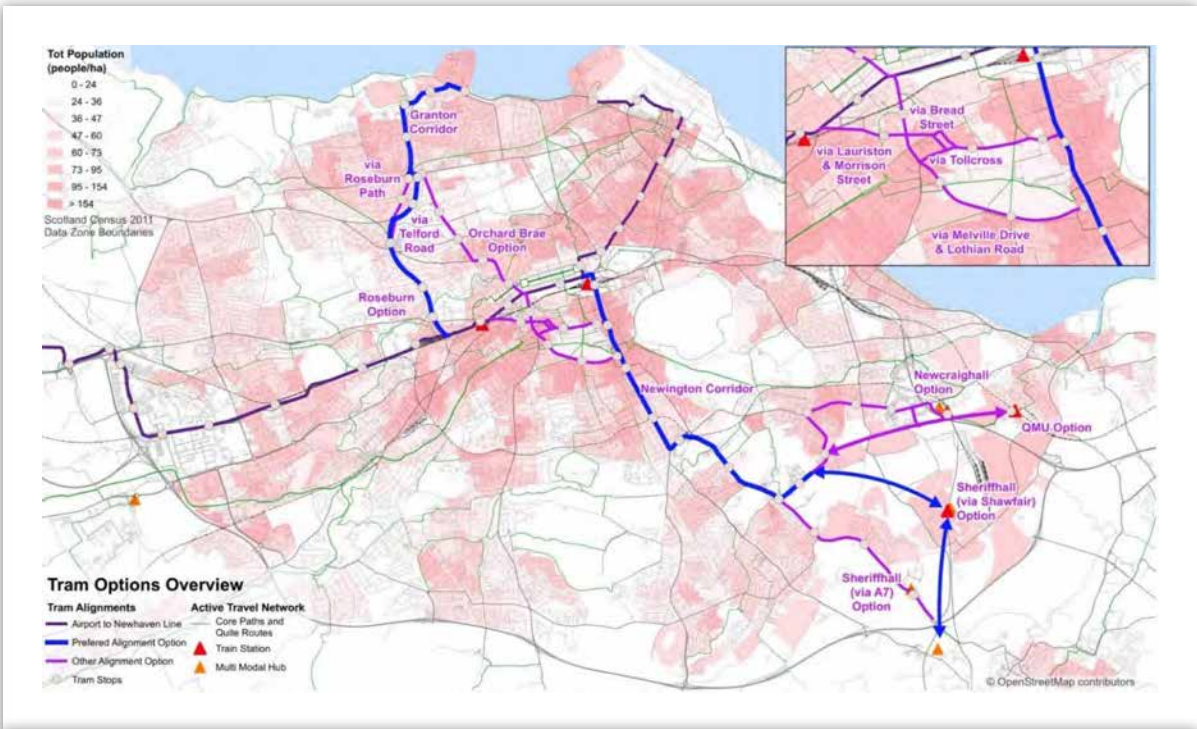 Tot Population
(people/ha)
0 - 24
24 - 36
36 - 47
47 - 60
60 - 73
73 - 95
95 - 154
> 154
Scotland Census 2011
Data Zone Boundaries
Granton
Corridor
via
Roseburn
Path
via
Telford
Road
Orchard Brae
Option
Roseburn
Option
Newington Corridor
Newcraighall
Option
QMU Option
Sheriffhall
(via Shawfair)
Option
Sheriffhall
(via A7)
Option
via Bread
Street
via Lauriston
& Morrison
Street
via Tollcross
via Melville Drive
& Lothian Road
Tram Options Overview
Tram Alignments
Airport to Newhaven Line
Prefered Alignment Option
Other Alignment Option
Tram Stops
Active Travel Network
Core Paths and
Quite Routes
Train Station
Multi Modal Hub
© OpenStreetMap contributors